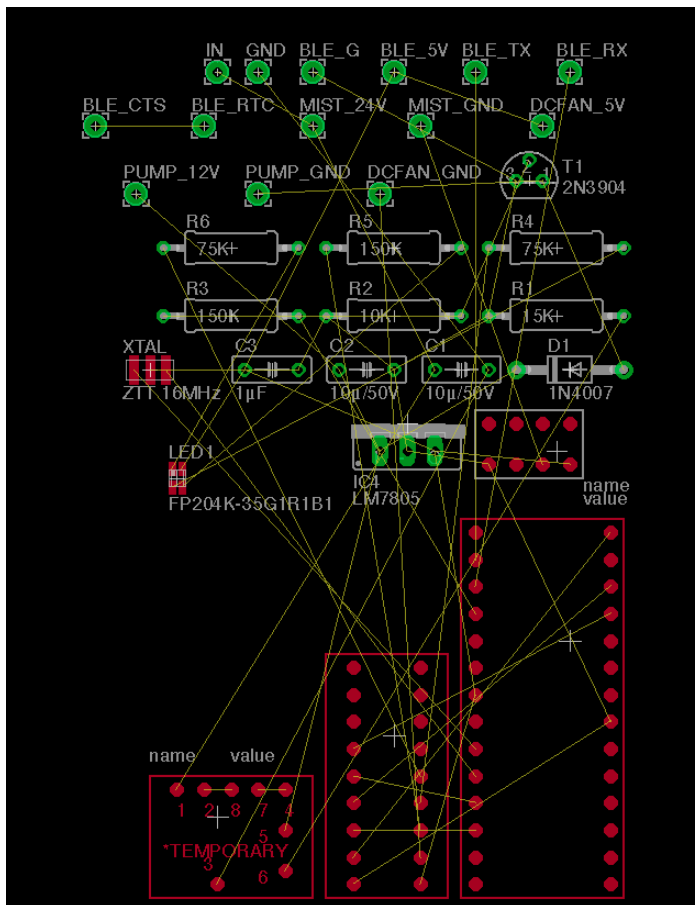 IN GND BLE_G BLE_5V BLE_TX BLE_RX
BLE_CTS BLE_RTC MIST_24V MIST_GND DCFAN_5V
PUMP_12V PUMP_GND DCFAN_GND T1
3 2 1
2N3904
R6 R5 R4
75K 150K 75K
R3 R2 R1
150K 10K 15K
XTAL C3 C2 C1 D1
ZTT 16MHz 1µF 10µ/50V 10µ/50V 1N4007
LED1
FP204K-35G1R1B1
IC4
LM7805
name
value
name value
1 2 8 7 4
5
*TEMPORARY
3 6